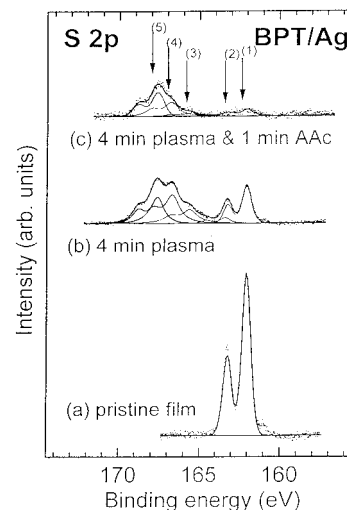 S 2p BPT/Ag
(5)
(4)
(3)
(2)
(1)
(c) 4 min plasma & 1 min AAc
(b) 4 min plasma
(a) pristine film
Intensity (arb. units)
170 165 160
Binding energy (eV)